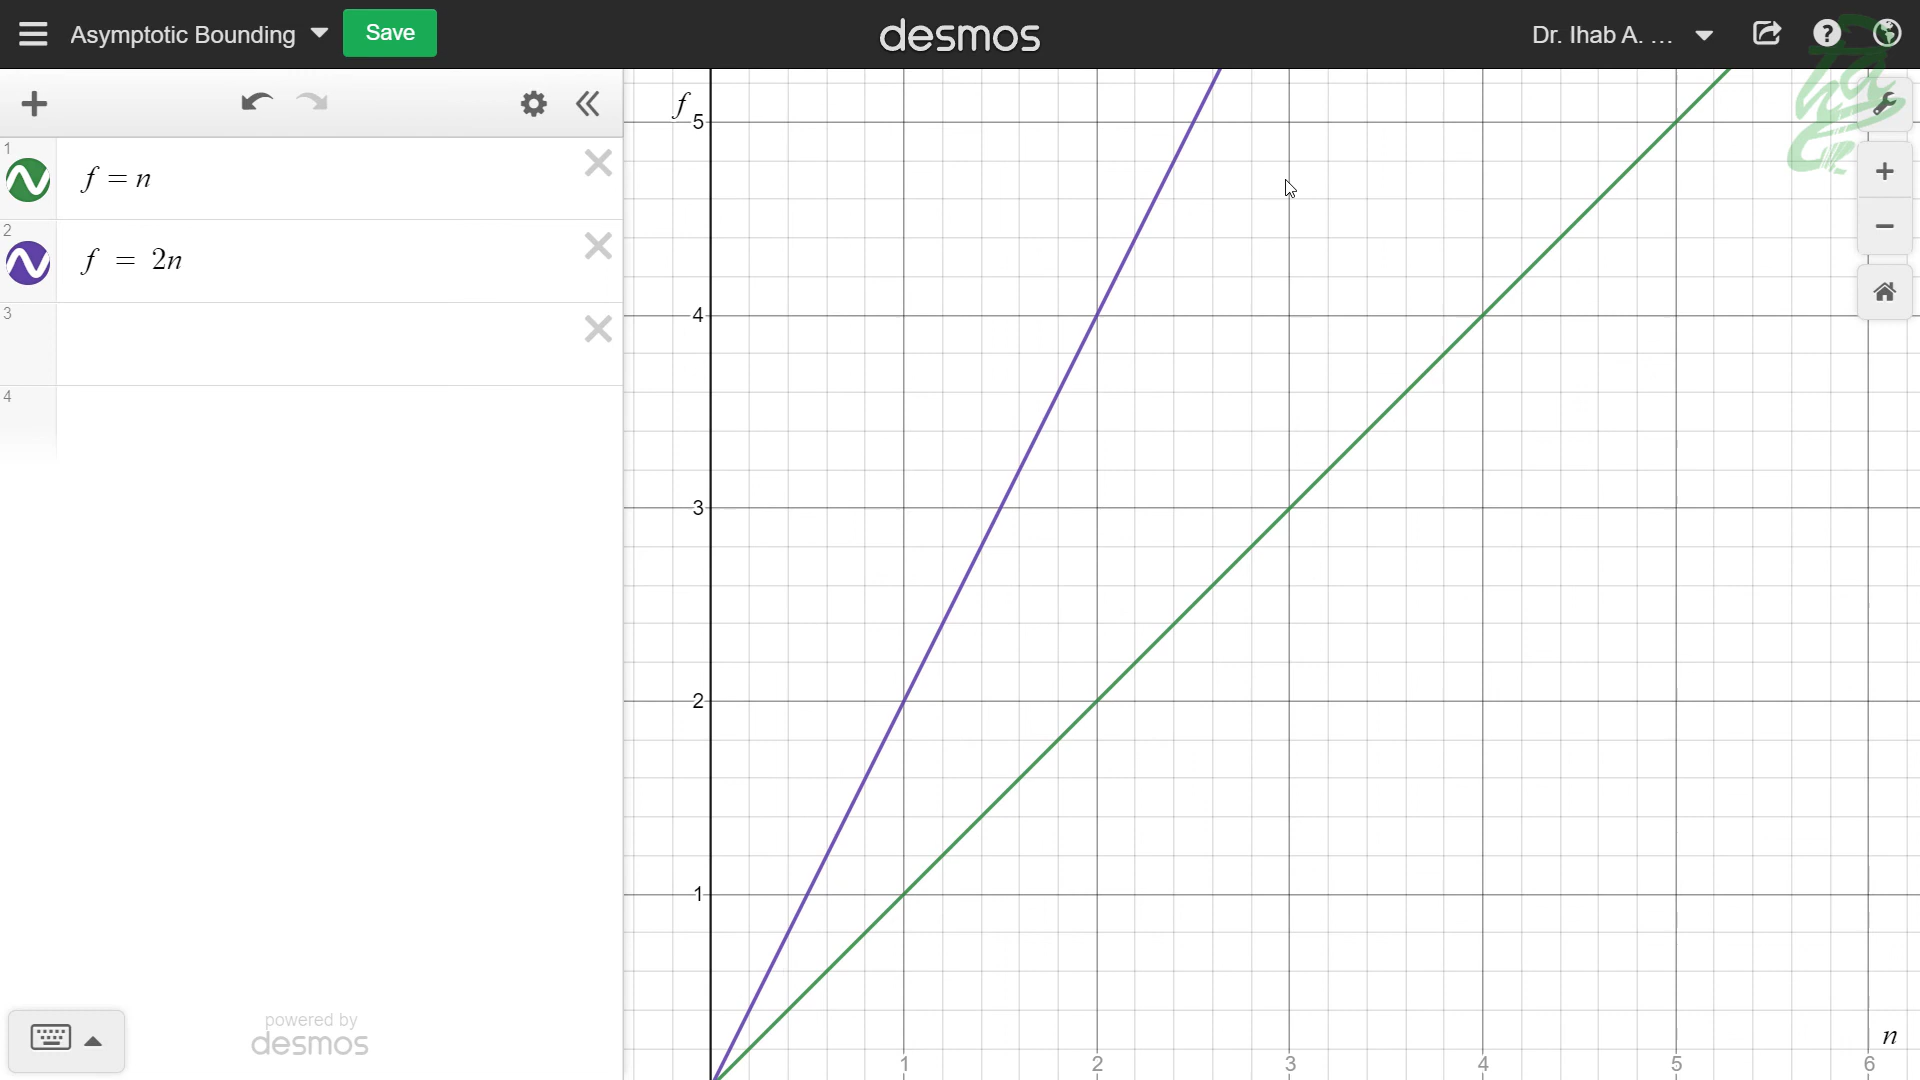 Asymptotic Bounding
Save
desmos
Dr. Ihab A. ...
1
f = n
2
f = 2n
3
4
powered by
desmos
f
5
4
3
2
1
1 2 3 4 5 6
n